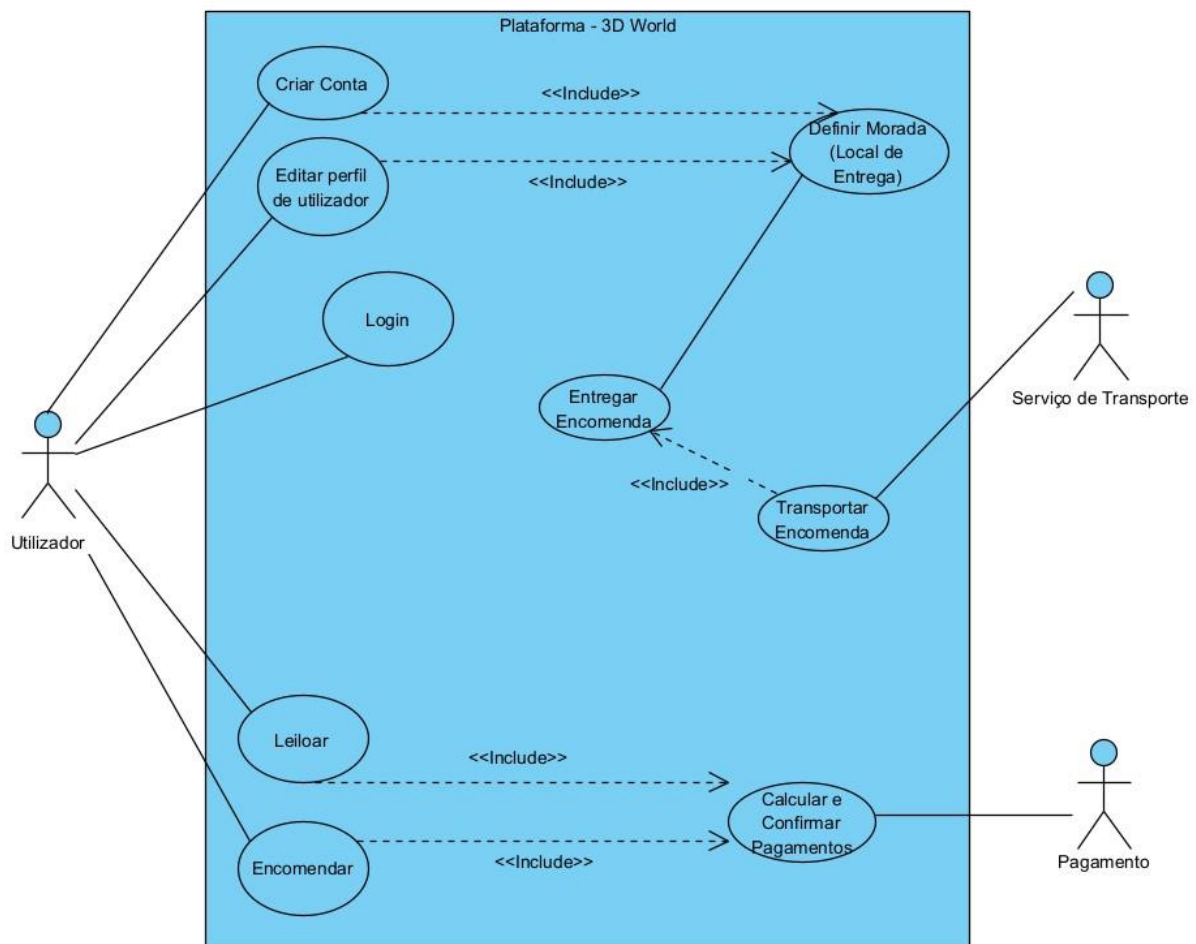 Plataforma - 3D World
Criar Conta
<<Include>>
Definir Morada
(Local de
Entrega)
Editar perfil
de utilizador
<<Include>>
Login
Entregar
Encomenda
Serviço de Transporte
<<Include>>
Transportar
Encomenda
Utilizador
Leiloar
<<Include>>
Calcular e
Confirmar
Pagamentos
Encomendar
<<Include>>
Pagamento